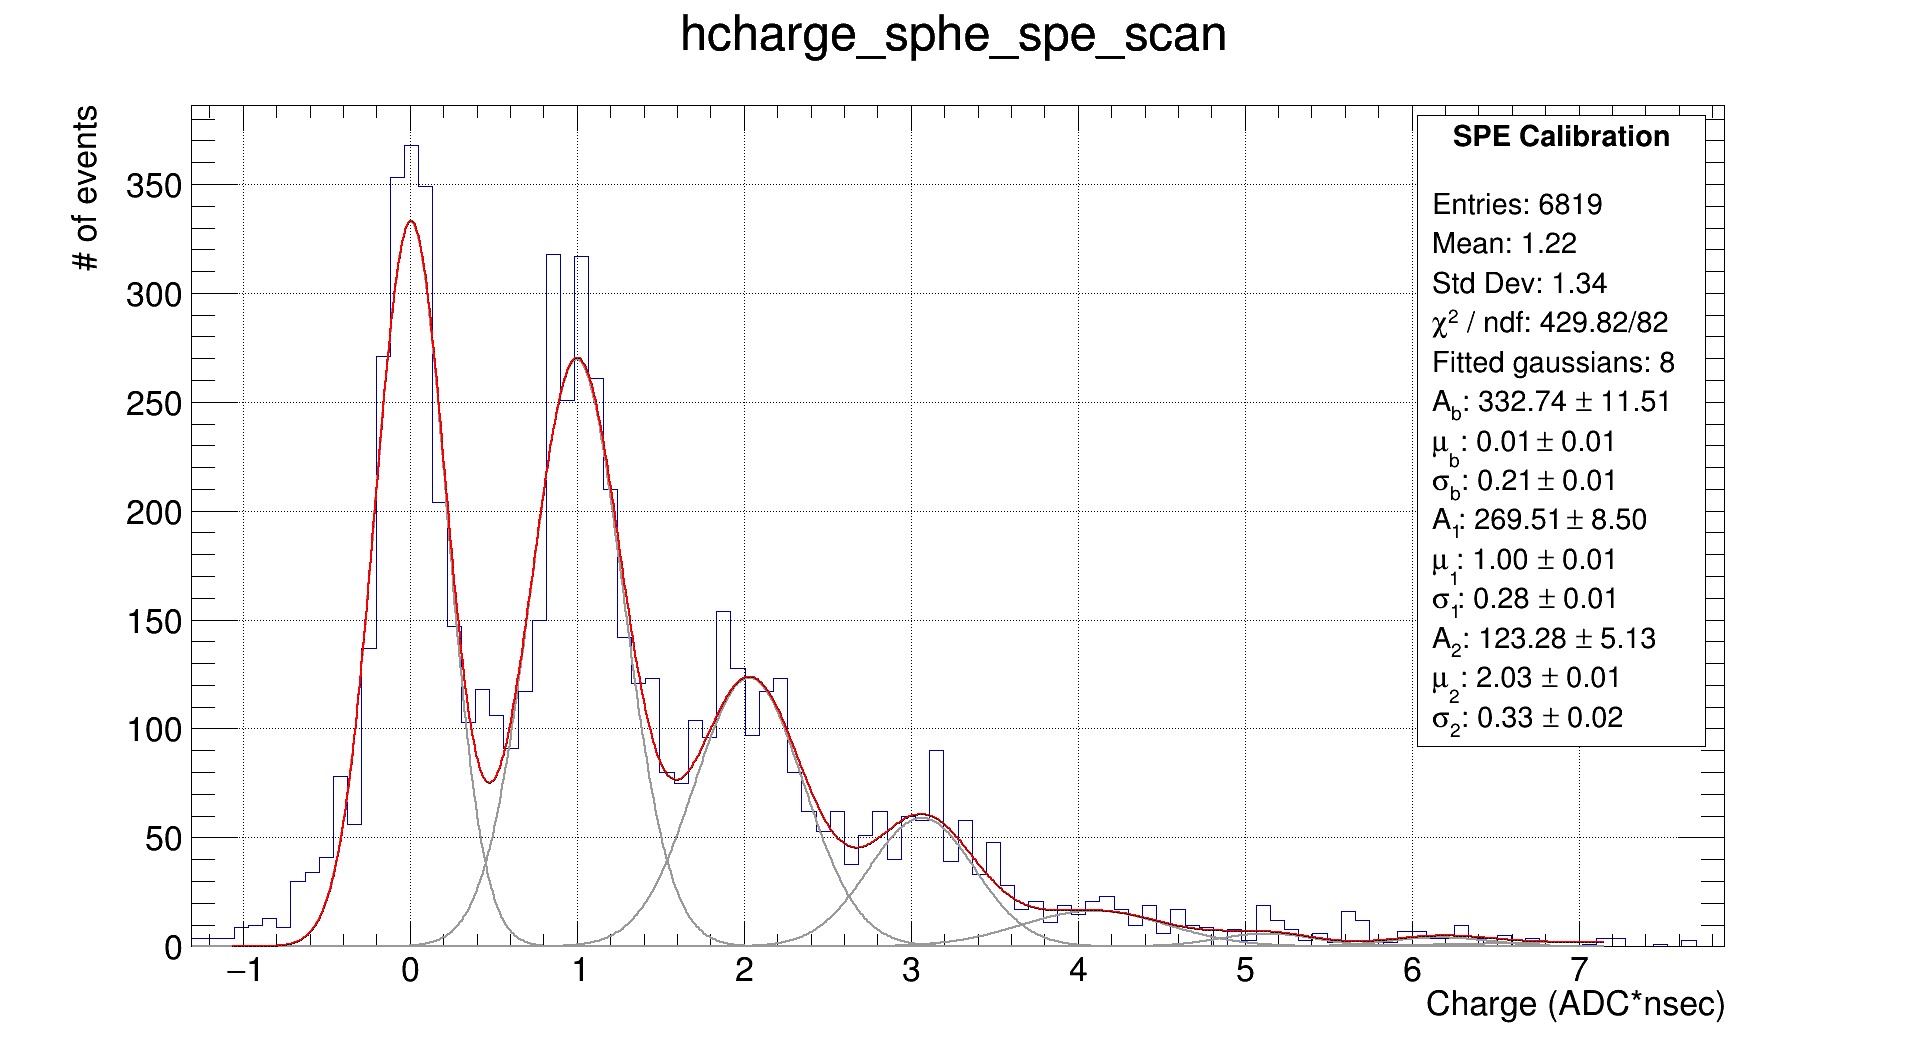 hcharge_sphe_spe_scan
# of events
350
300
250
200
150
100
50
0
−1 0 1 2 3 4 5 6 7
Charge (ADC*nsec)
SPE Calibration
Entries: 6819
Mean: 1.22
Std Dev: 1.34
χ² / ndf: 429.82/82
Fitted gaussians: 8
A_b: 332.74 ± 11.51
μ_b: 0.01 ± 0.01
σ_b: 0.21 ± 0.01
A_1: 269.51 ± 8.50
μ_1: 1.00 ± 0.01
σ_1: 0.28 ± 0.01
A_2: 123.28 ± 5.13
μ_2: 2.03 ± 0.01
σ_2: 0.33 ± 0.02